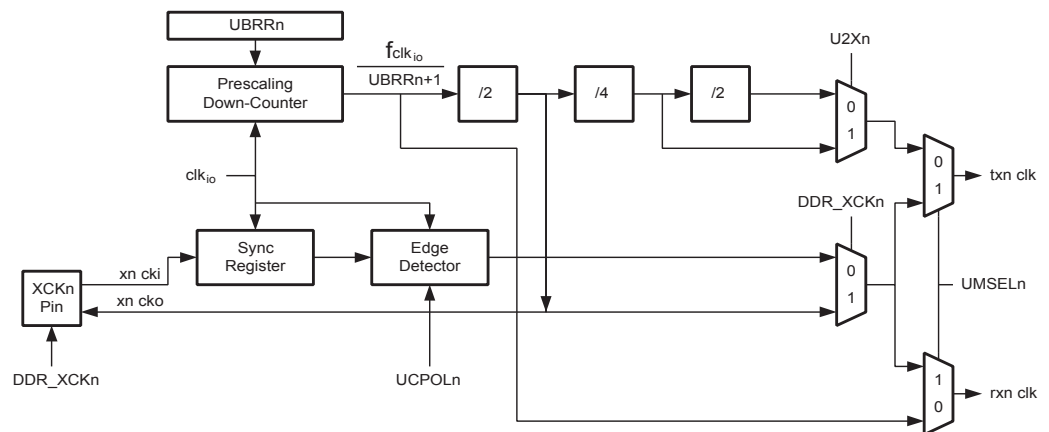 UBRRn
U2Xn
fclkio
UBRRn+1
Prescaling
Down-Counter
/2
/4
/2
0
1
clkio
0
1
txn clk
DDR_XCKn
Sync
Register
Edge
Detector
xn cki
XCKn
Pin
xn cko
0
1
UMSELn
DDR_XCKn
UCPOLn
1
0
rxn clk